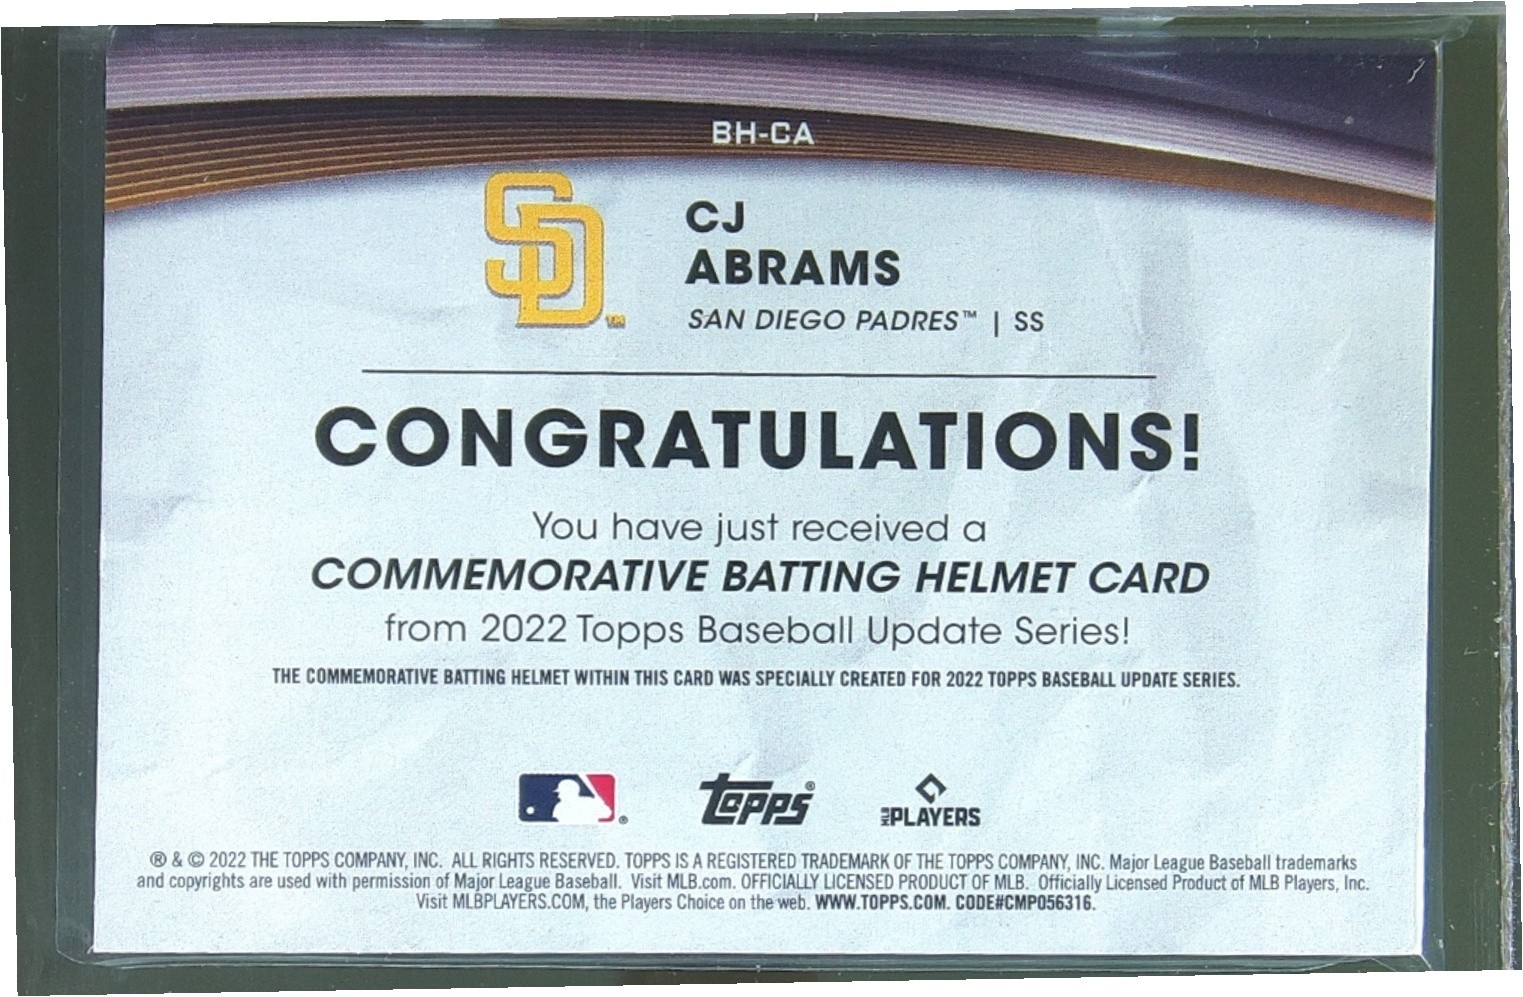 BH-CA
SD™
CJ
ABRAMS
SAN DIEGO PADRES™ | SS
CONGRATULATIONS!
You have just received a
COMMEMORATIVE BATTING HELMET CARD
from 2022 Topps Baseball Update Series!
THE COMMEMORATIVE BATTING HELMET WITHIN THIS CARD WAS SPECIALLY CREATED FOR 2022 TOPPS BASEBALL UPDATE SERIES.
® topps® MLB PLAYERS
® & © 2022 THE TOPPS COMPANY, INC. ALL RIGHTS RESERVED. TOPPS IS A REGISTERED TRADEMARK OF THE TOPPS COMPANY, INC. Major League Baseball trademarks
and copyrights are used with permission of Major League Baseball. Visit MLB.com. OFFICIALLY LICENSED PRODUCT OF MLB. Officially Licensed Product of MLB Players, Inc.
Visit MLBPLAYERS.COM, the Players Choice on the web. WWW.TOPPS.COM. CODE#CMP056316.